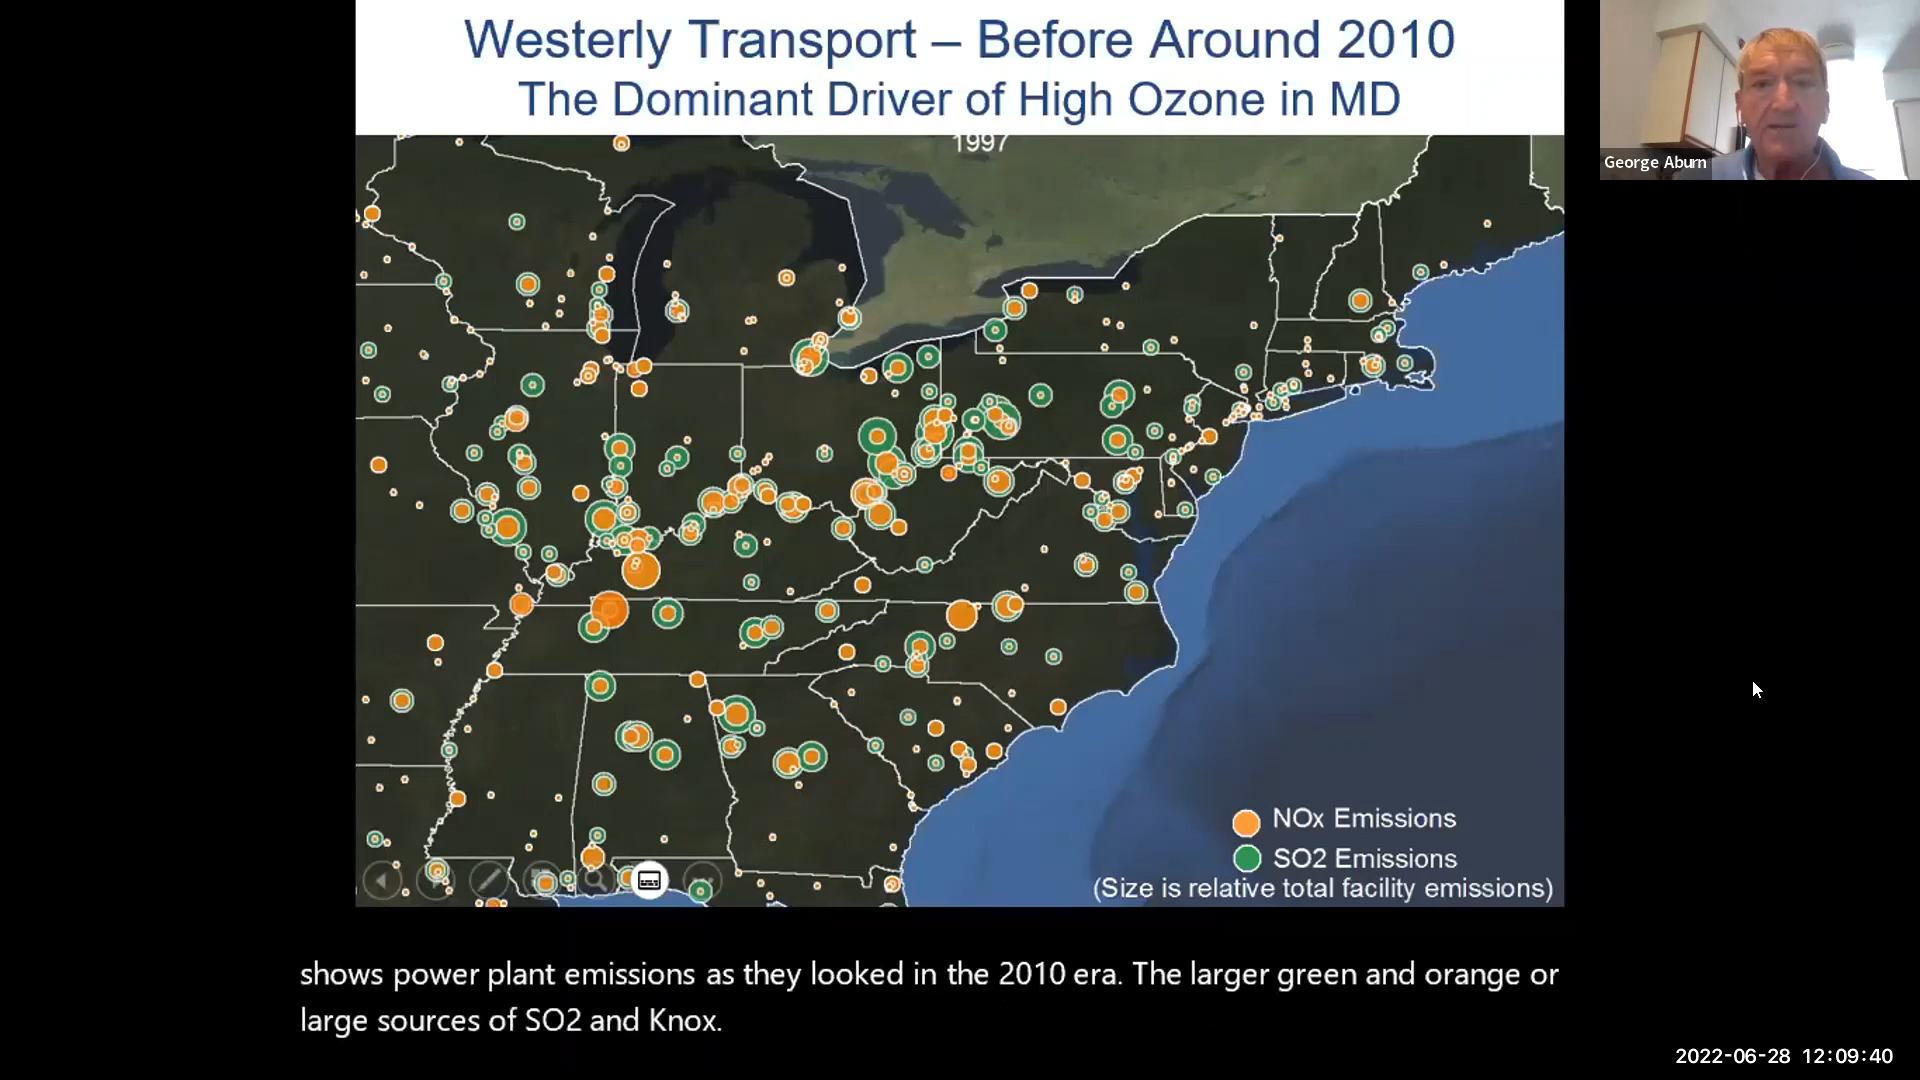 Westerly Transport – Before Around 2010
The Dominant Driver of High Ozone in MD
1997
George Aburn
NOx Emissions
SO2 Emissions
(Size is relative total facility emissions)
shows power plant emissions as they looked in the 2010 era. The larger green and orange or
large sources of SO2 and Knox.
2022-06-28 12:09:40